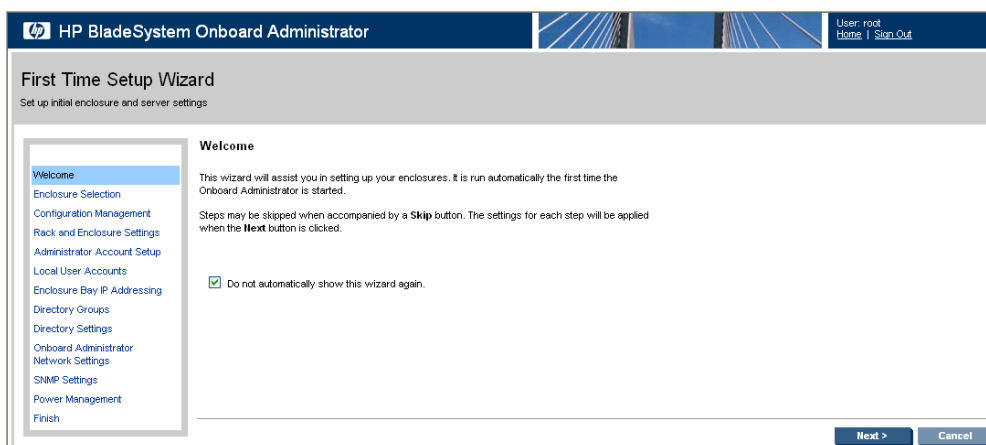 hp HP BladeSystem Onboard Administrator
User: root
Home | Sign Out
First Time Setup Wizard
Set up initial enclosure and server settings
Welcome
Enclosure Selection
Configuration Management
Rack and Enclosure Settings
Administrator Account Setup
Local User Accounts
Enclosure Bay IP Addressing
Directory Groups
Directory Settings
Onboard Administrator
Network Settings
SNMP Settings
Power Management
Finish
Welcome
This wizard will assist you in setting up your enclosures. It is run automatically the first time the
Onboard Administrator is started.
Steps may be skipped when accompanied by a Skip button. The settings for each step will be applied
when the Next button is clicked.
Do not automatically show this wizard again.
Next >
Cancel